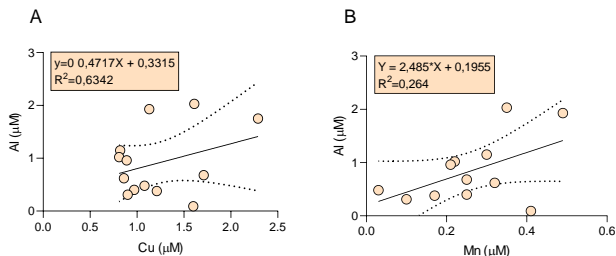 A
y=0 0,4717X + 0,3315
R²=0,6342
Al (μM)
3
2
1
0
0.0
0.5
1.0
1.5
2.0
2.5
Cu (μM)
B
Y = 2,485*X + 0,1955
R²=0,264
Al (μM)
3
2
1
0
0.0
0.2
0.4
0.6
Mn (μM)